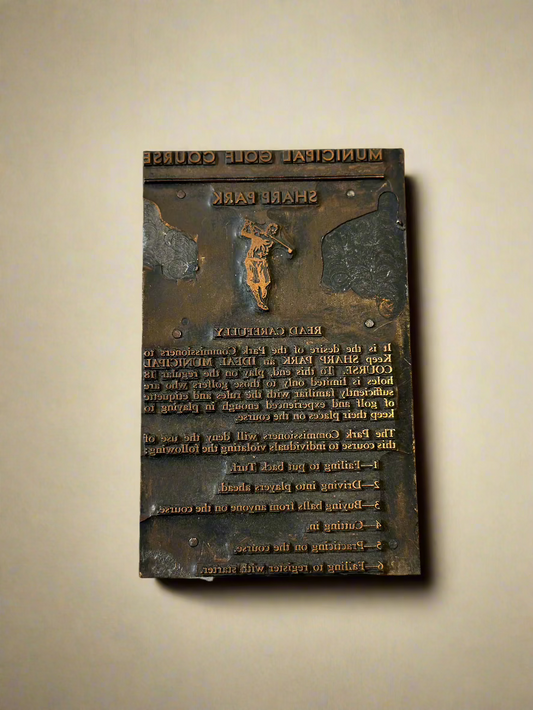 MUNICIPAL GOLF COURSE
SHARP PARK
READ CAREFULLY
It is the desire of the Park Commissioners to
Keep SHARP PARK an IDEAL MUNICIPAL
COURSE. To this end, play on the regular 18
holes is limited only to those golfers who are
sufficiently familiar with the rules and etiquette
of golf and experienced enough in playing to
keep their places on the course.
The Park Commissioners will deny the use of
this course to individuals violating the following:
1—Failing to put back Turf.
2—Driving into players ahead.
3—Buying balls from anyone on the course.
4—Cutting in.
5—Practicing on the course.
6—Failing to register with starter.